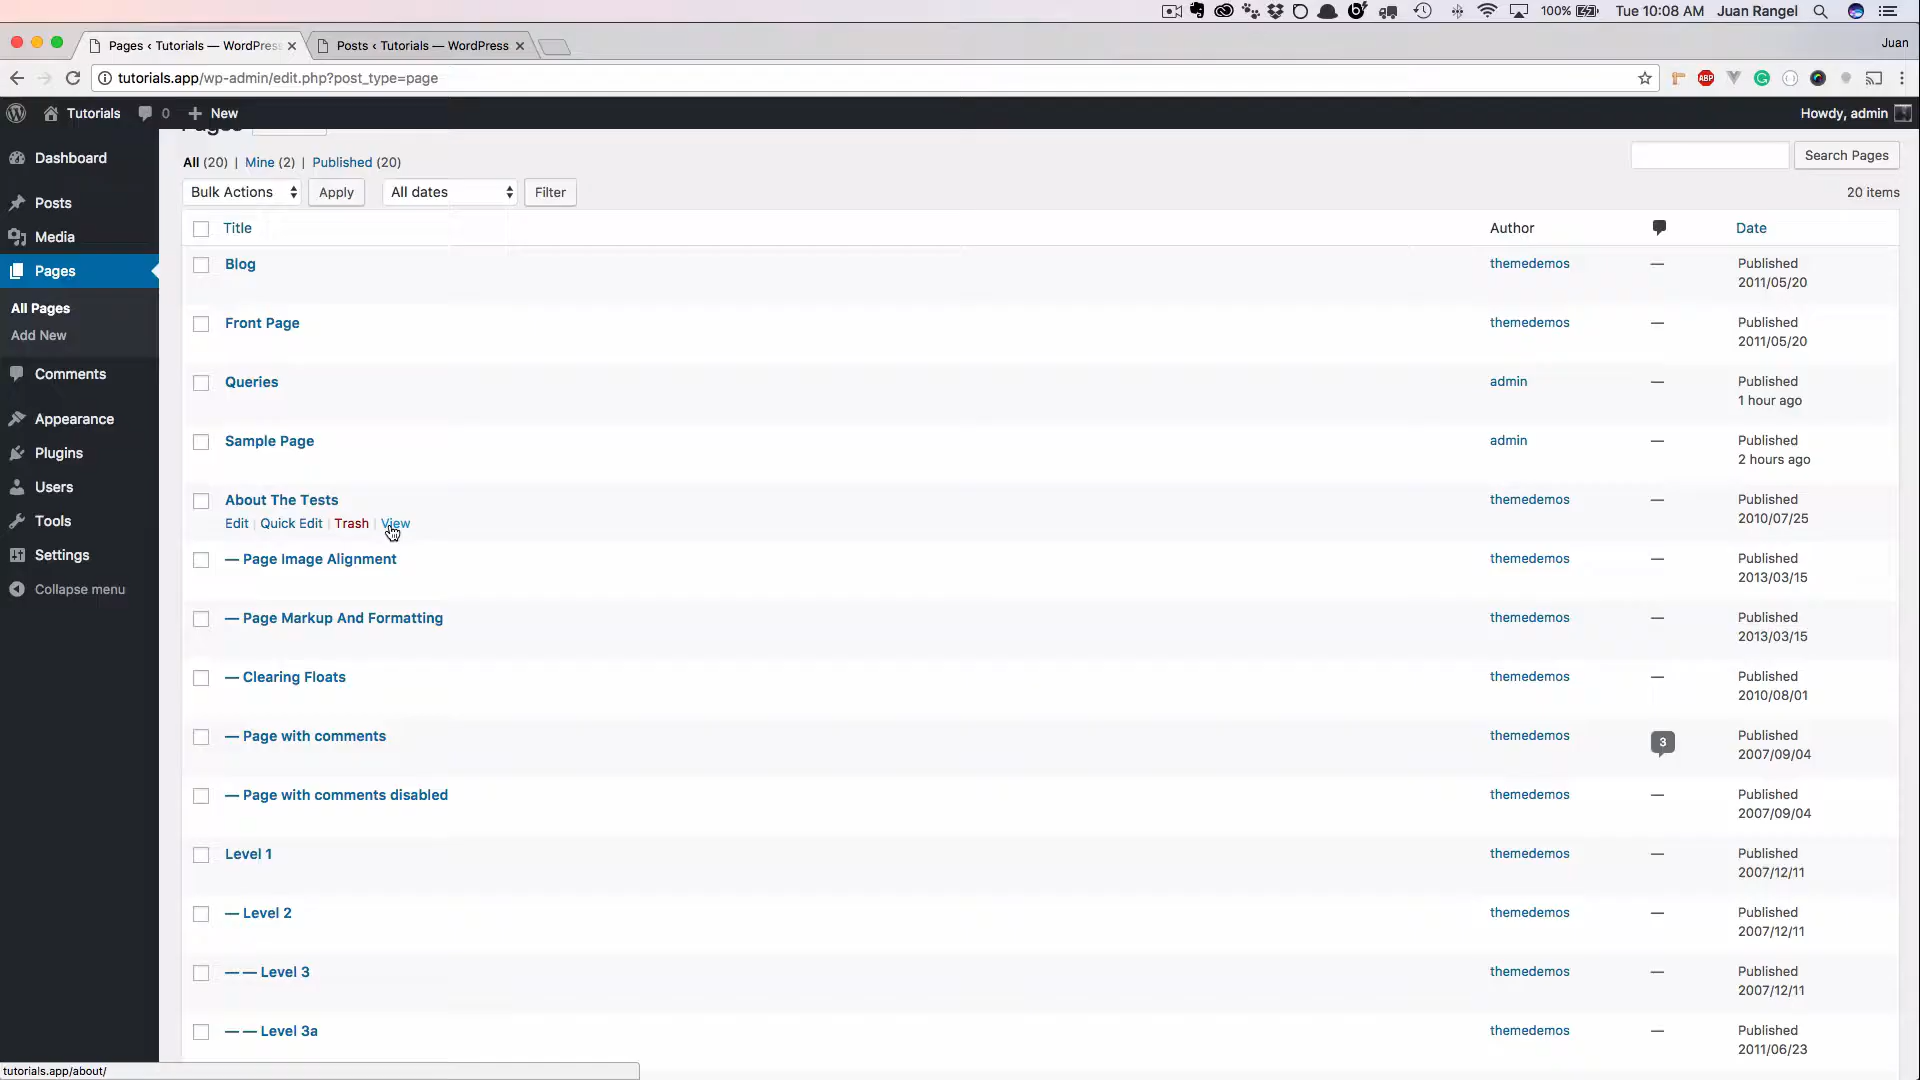 100% Tue 10:08 AM Juan Rangel
Pages ‹ Tutorials — WordPress
Posts ‹ Tutorials — WordPress
Juan
tutorials.app/wp-admin/edit.php?post_type=page
ABP
Tutorials 0 New
Howdy, admin
Dashboard
Posts
Media
Pages
All Pages
Add New
Comments
Appearance
Plugins
Users
Tools
Settings
Collapse menu
Pages
All (20) | Mine (2) | Published (20)
Search Pages
Bulk Actions Apply All dates Filter
20 items
Title Author Date
Blog themedemos — Published
2011/05/20
Front Page themedemos — Published
2011/05/20
Queries admin — Published
1 hour ago
Sample Page admin — Published
2 hours ago
About The Tests themedemos — Published
2010/07/25
Edit | Quick Edit | Trash | View
— Page Image Alignment themedemos — Published
2013/03/15
— Page Markup And Formatting themedemos — Published
2013/03/15
— Clearing Floats themedemos — Published
2010/08/01
— Page with comments themedemos 3 Published
2007/09/04
— Page with comments disabled themedemos — Published
2007/09/04
Level 1 themedemos — Published
2007/12/11
— Level 2 themedemos — Published
2007/12/11
— — Level 3 themedemos — Published
2007/12/11
— — Level 3a themedemos — Published
2011/06/23
tutorials.app/about/